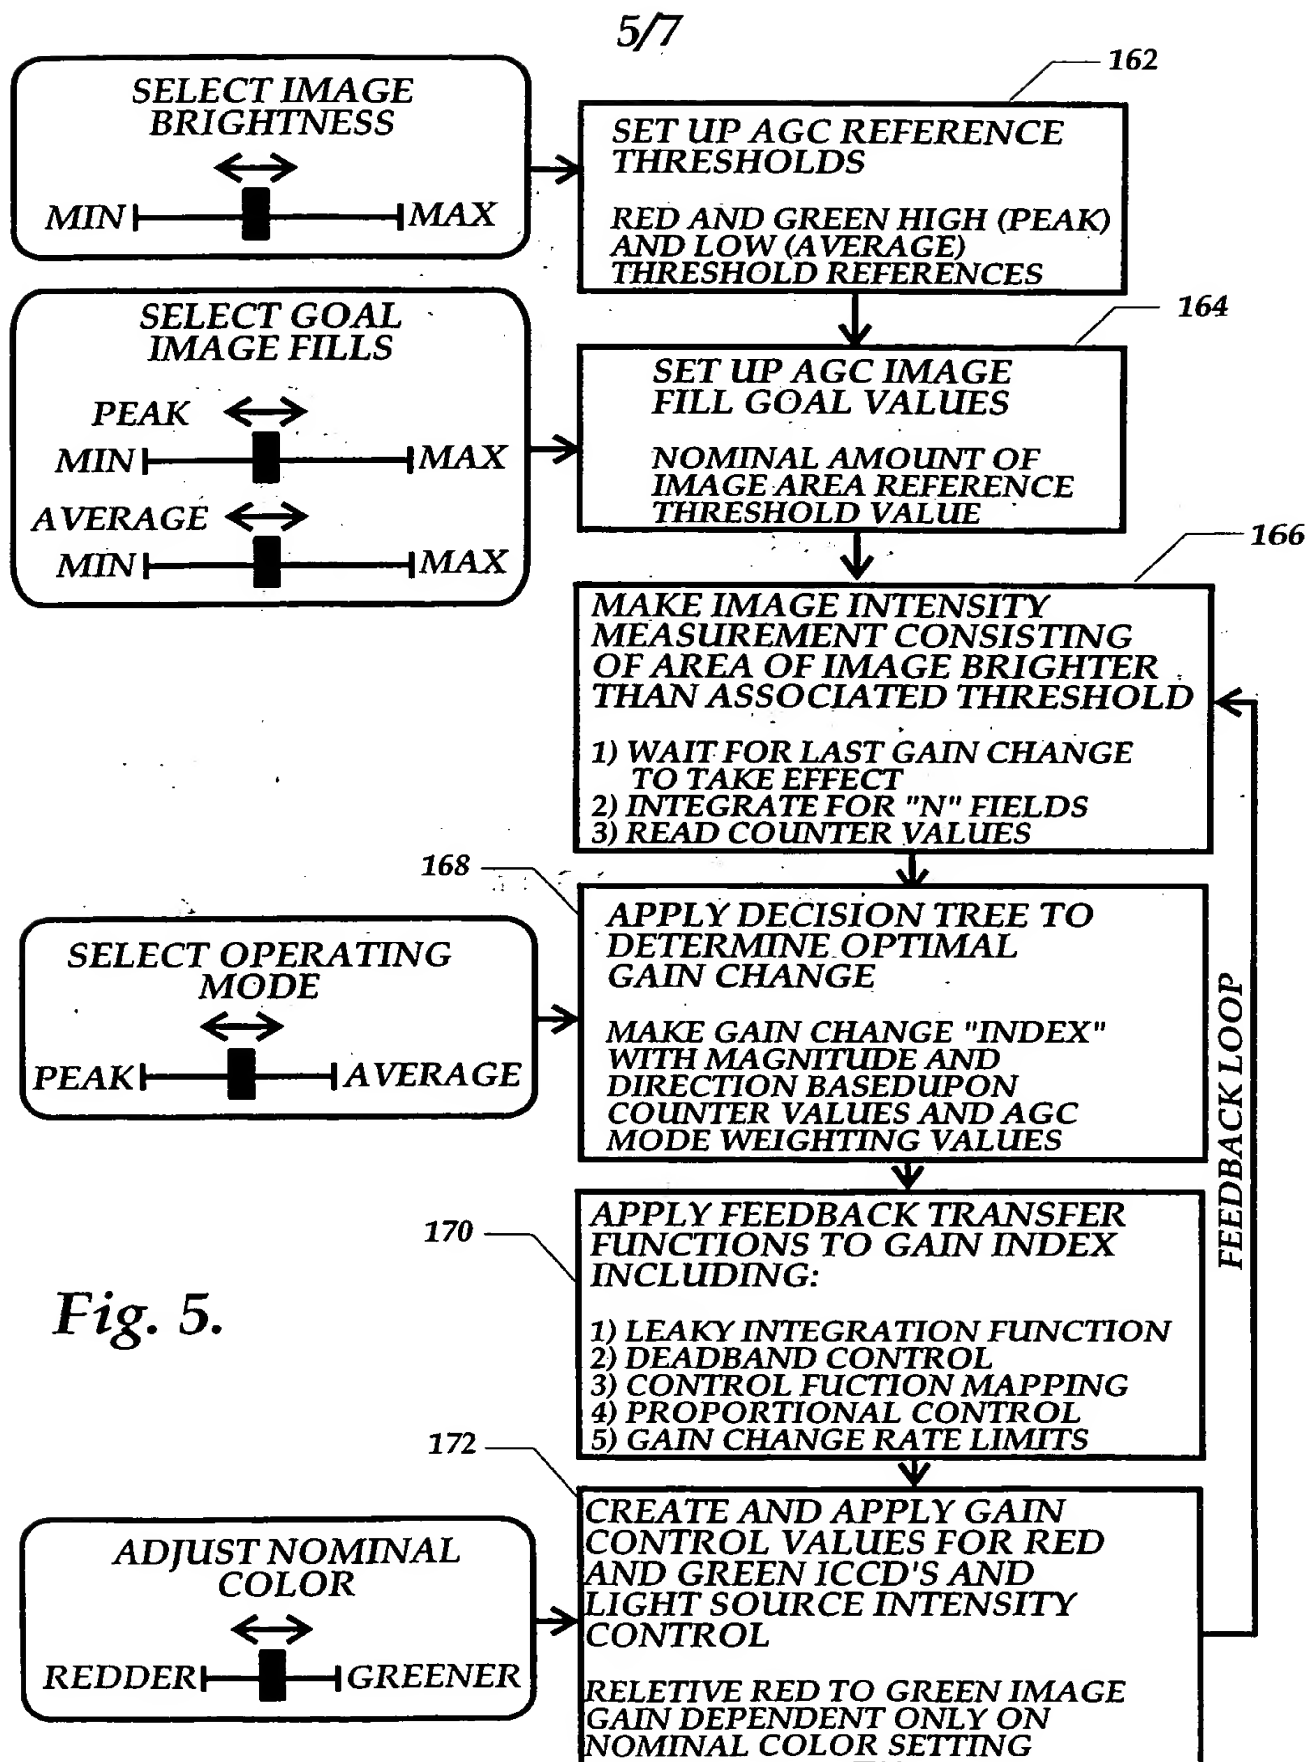 5/7
SELECT IMAGE
BRIGHTNESS
MIN
MAX
162
SET UP AGC REFERENCE
THRESHOLDS
RED AND GREEN HIGH (PEAK)
AND LOW (AVERAGE)
THRESHOLD REFERENCES
SELECT GOAL
IMAGE FILLS
PEAK
MIN
MAX
AVERAGE
MIN
MAX
164
SET UP AGC IMAGE
FILL GOAL VALUES
NOMINAL AMOUNT OF
IMAGE AREA REFERENCE
THRESHOLD VALUE
166
MAKE IMAGE INTENSITY
MEASUREMENT CONSISTING
OF AREA OF IMAGE BRIGHTER
THAN ASSOCIATED THRESHOLD
1) WAIT FOR LAST GAIN CHANGE
TO TAKE EFFECT
2) INTEGRATE FOR "N" FIELDS
3) READ COUNTER VALUES
168
SELECT OPERATING
MODE
PEAK
AVERAGE
APPLY DECISION TREE TO
DETERMINE OPTIMAL
GAIN CHANGE
MAKE GAIN CHANGE "INDEX"
WITH MAGNITUDE AND
DIRECTION BASEDUPON
COUNTER VALUES AND AGC
MODE WEIGHTING VALUES
FEEDBACK LOOP
170
APPLY FEEDBACK TRANSFER
FUNCTIONS TO GAIN INDEX
INCLUDING:
1) LEAKY INTEGRATION FUNCTION
2) DEADBAND CONTROL
3) CONTROL FUCTION MAPPING
4) PROPORTIONAL CONTROL
5) GAIN CHANGE RATE LIMITS
Fig. 5.
172
ADJUST NOMINAL
COLOR
REDDER
GREENER
CREATE AND APPLY GAIN
CONTROL VALUES FOR RED
AND GREEN ICCD'S AND
LIGHT SOURCE INTENSITY
CONTROL
RELETIVE RED TO GREEN IMAGE
GAIN DEPENDENT ONLY ON
NOMINAL COLOR SETTING